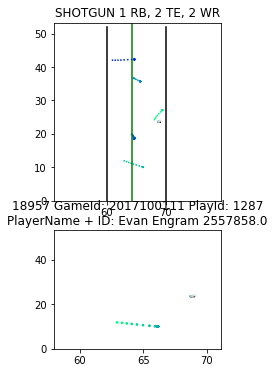 SHOTGUN 1 RB, 2 TE, 2 WR
50
40
30
20
10
0
60 70
18957 GameId: 2017100111 PlayId: 1287
PlayerName + ID: Evan Engram 2557858.0
40
20
0
60 65 70